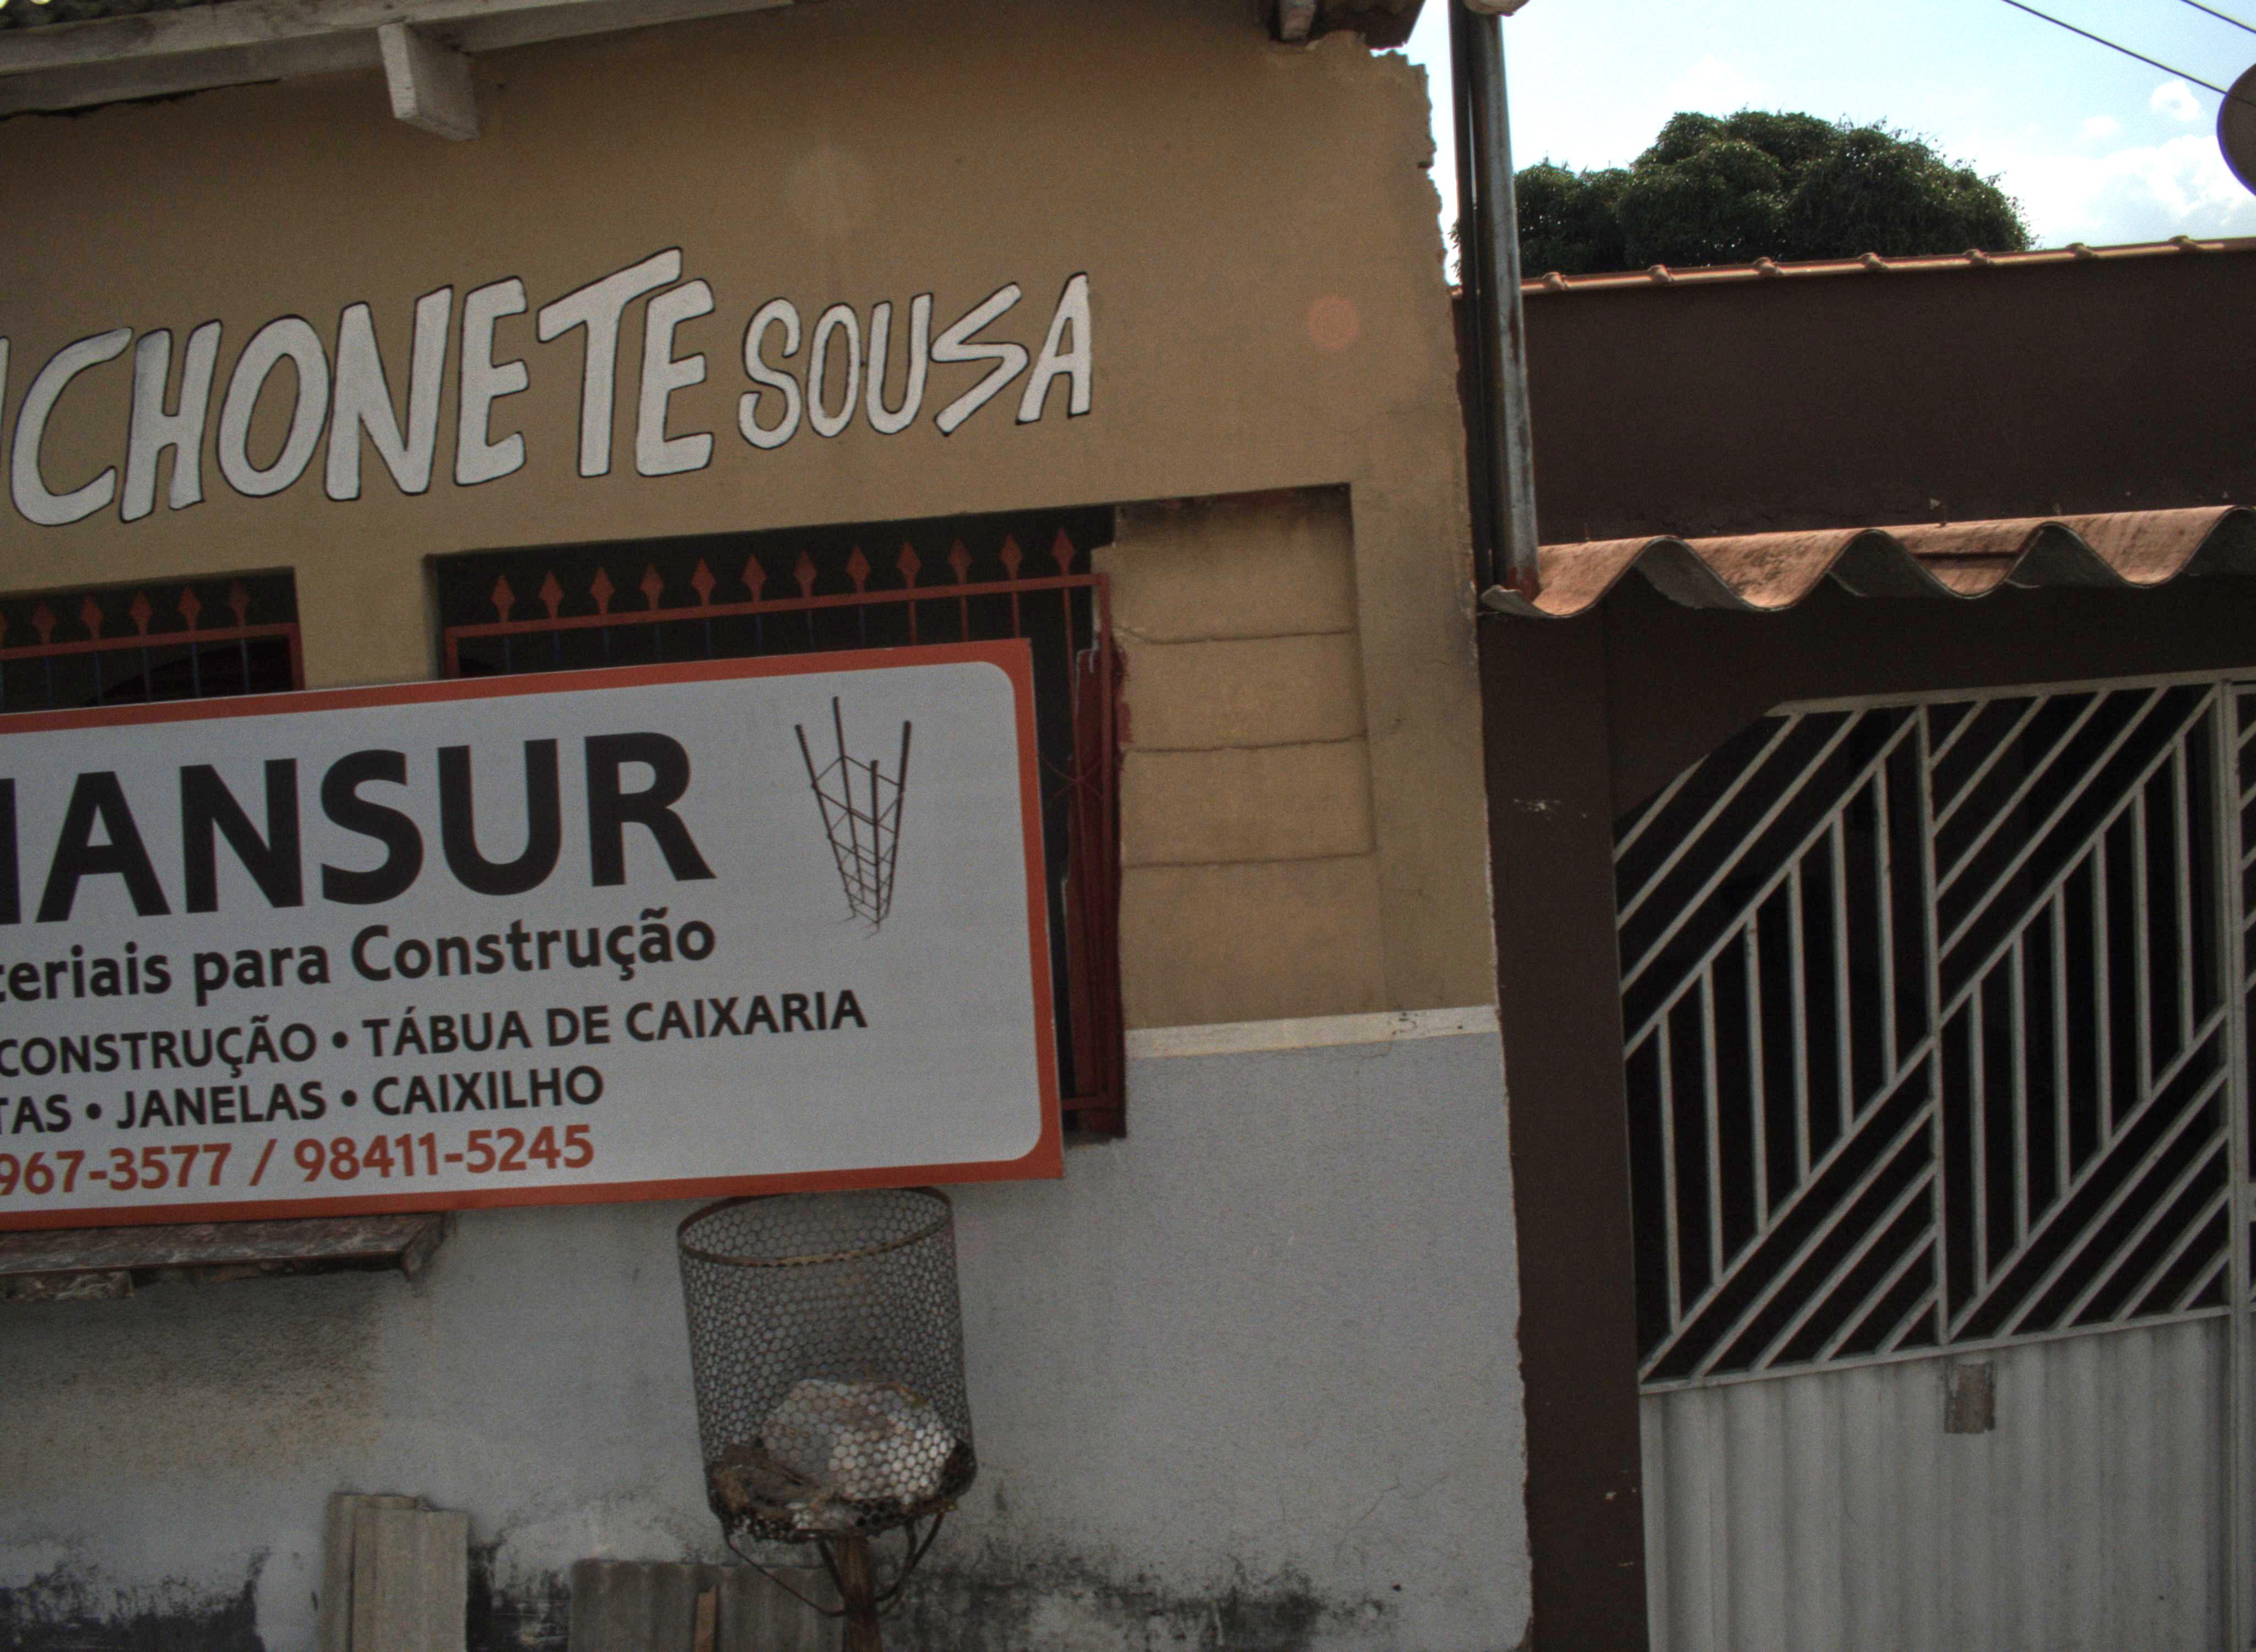 CHONETE SOUSA
ANSUR
teriais para Construção
CONSTRUÇÃO • TÁBUA DE CAIXARIA
TAS • JANELAS • CAIXILHO
967-3577 / 98411-5245